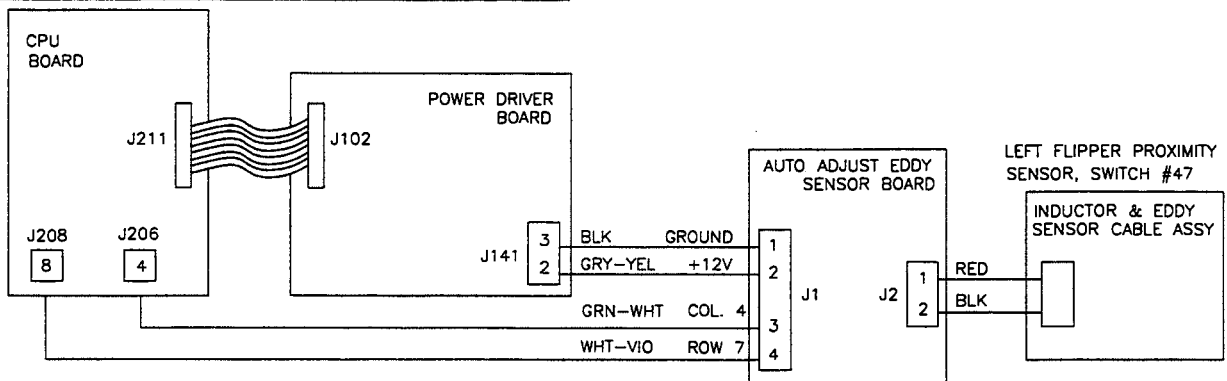 CPU
BOARD
J211
J208
8
J206
4
POWER DRIVER
BOARD
J102
J141
3
2
BLK GROUND
GRY-YEL +12V
GRN-WHT COL. 4
WHT-VIO ROW 7
AUTO ADJUST EDDY
SENSOR BOARD
1
2
3
4
J1
J2
1
2
RED
BLK
LEFT FLIPPER PROXIMITY
SENSOR, SWITCH #47
INDUCTOR & EDDY
SENSOR CABLE ASSY